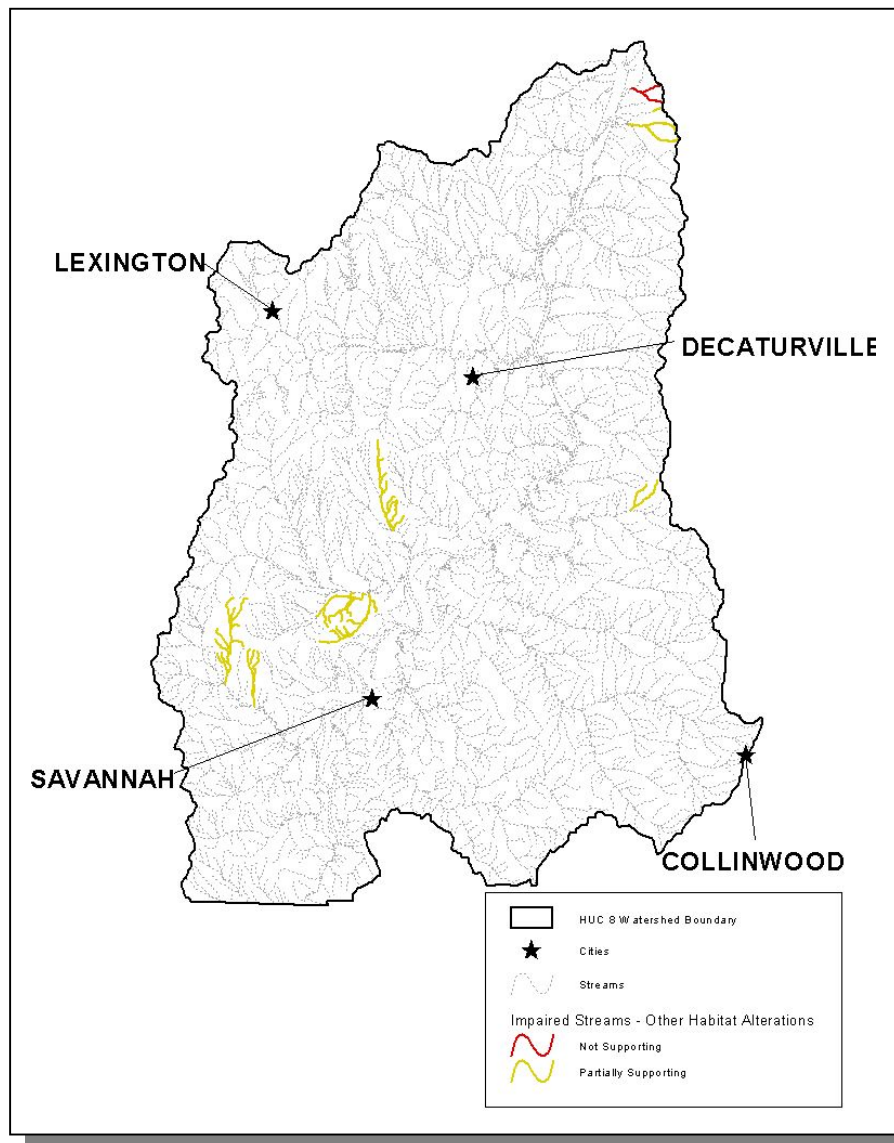 LEXINGTON
DECATURVILLE
SAVANNAH
COLLINWOOD
HUC 8 Watershed Boundary
Cities
Streams
Impaired Streams - Other Habitat Alterations
Not Supporting
Partially Supporting